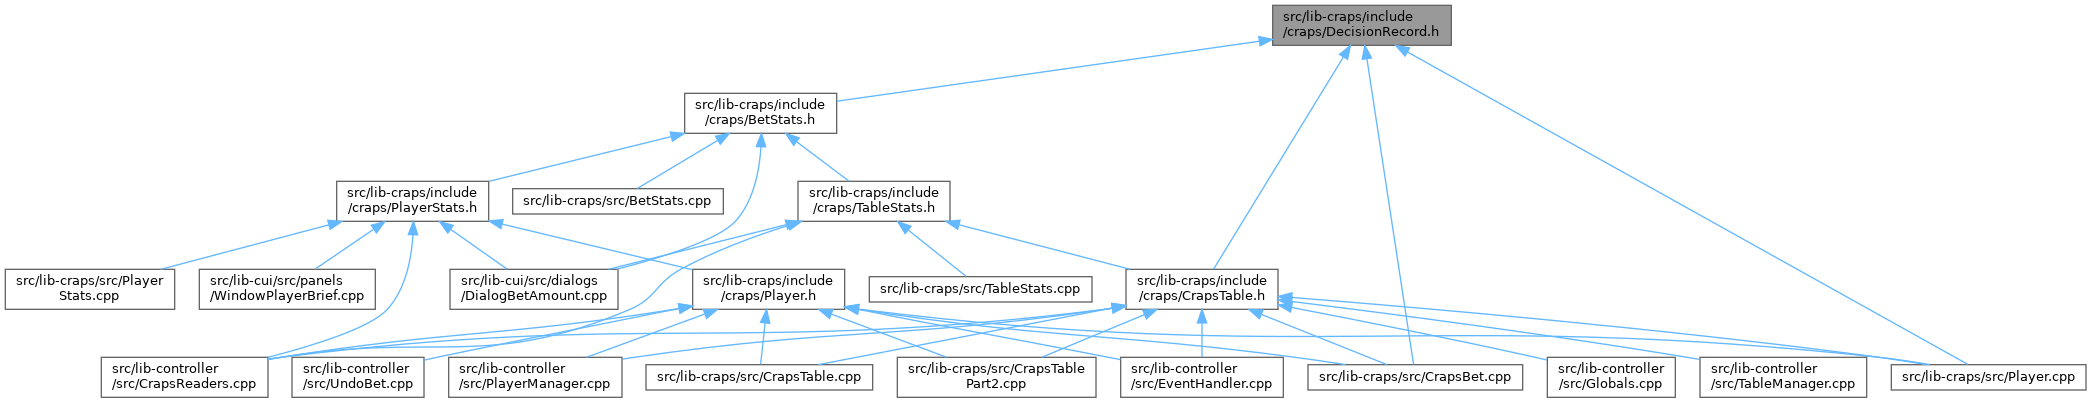 src/lib-craps/include
/craps/DecisionRecord.h
src/lib-craps/include
/craps/BetStats.h
src/lib-craps/include
/craps/PlayerStats.h
src/lib-craps/src/BetStats.cpp
src/lib-craps/include
/craps/TableStats.h
src/lib-craps/src/Player
Stats.cpp
src/lib-cui/src/panels
/WindowPlayerBrief.cpp
src/lib-cui/src/dialogs
/DialogBetAmount.cpp
src/lib-craps/include
/craps/Player.h
src/lib-craps/src/TableStats.cpp
src/lib-craps/include
/craps/CrapsTable.h
src/lib-controller
/src/CrapsReaders.cpp
src/lib-controller
/src/UndoBet.cpp
src/lib-controller
/src/PlayerManager.cpp
src/lib-craps/src/CrapsTable.cpp
src/lib-craps/src/CrapsTable
Part2.cpp
src/lib-controller
/src/EventHandler.cpp
src/lib-craps/src/CrapsBet.cpp
src/lib-controller
/src/Globals.cpp
src/lib-controller
/src/TableManager.cpp
src/lib-craps/src/Player.cpp